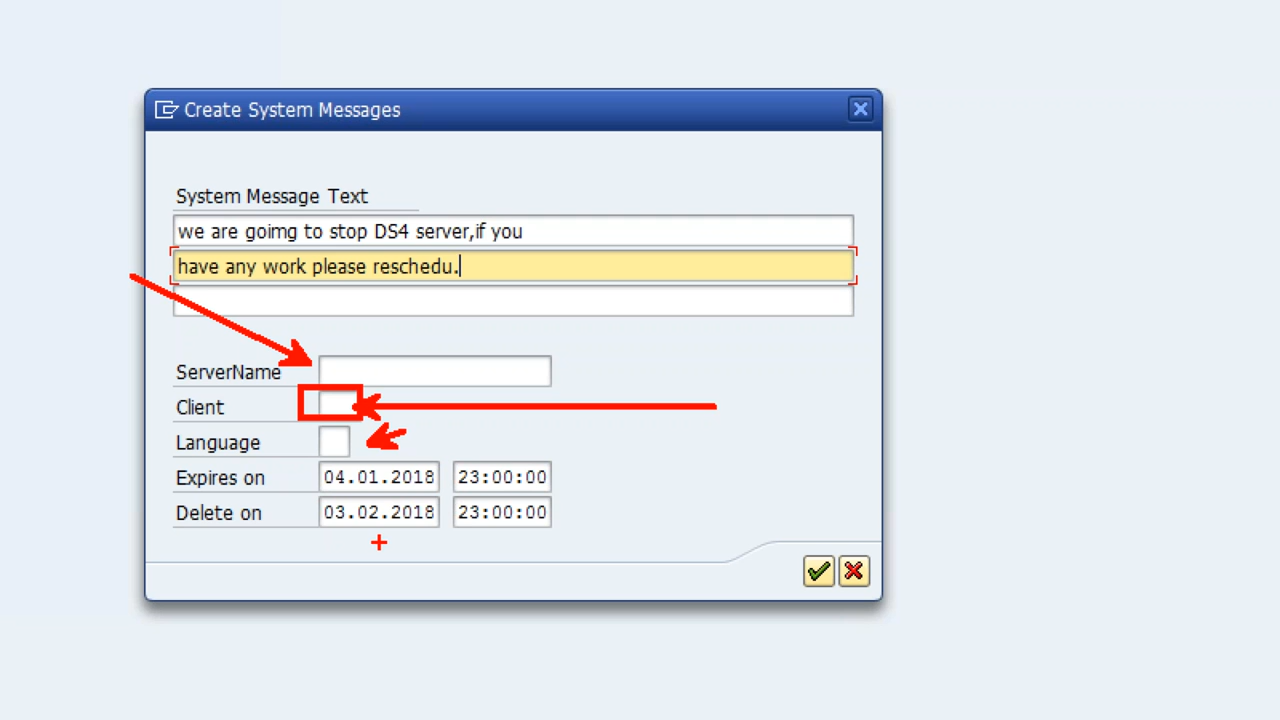 Create System Messages
System Message Text
we are goimg to stop DS4 server,if you
have any work please reschedu.
ServerName
Client
Language
Expires on 04.01.2018 23:00:00
Delete on 03.02.2018 23:00:00